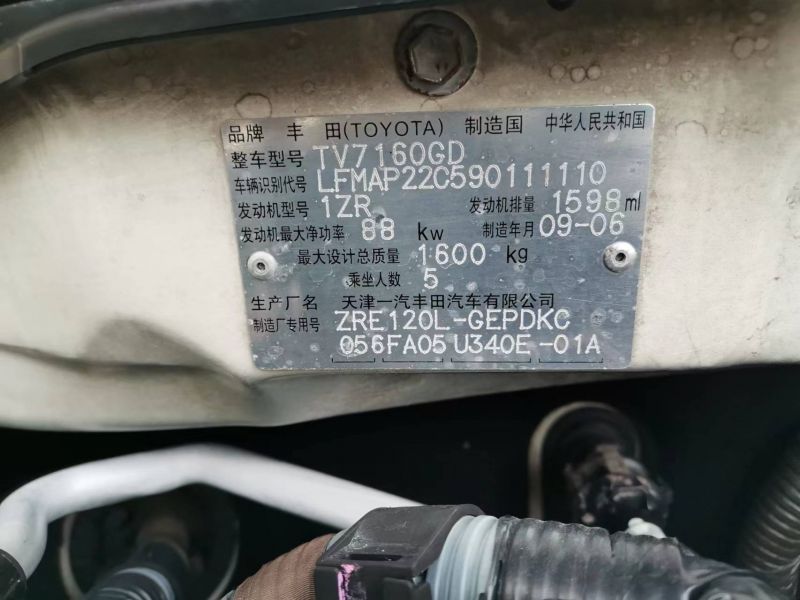 品牌 丰 田(TOYOTA) 制造国 中华人民共和国
整车型号 TV7160GD
车辆识别代号 LFMAP22C590111110
发动机型号 1ZR 发动机排量 1598ml
发动机最大净功率 88 kw 制造年月 09-06
最大设计总质量 1600 kg
乘坐人数 5
生产厂名 天津一汽丰田汽车有限公司
制造厂专用号 ZRE120L-GEPDKC
056FA05 U340E -01A